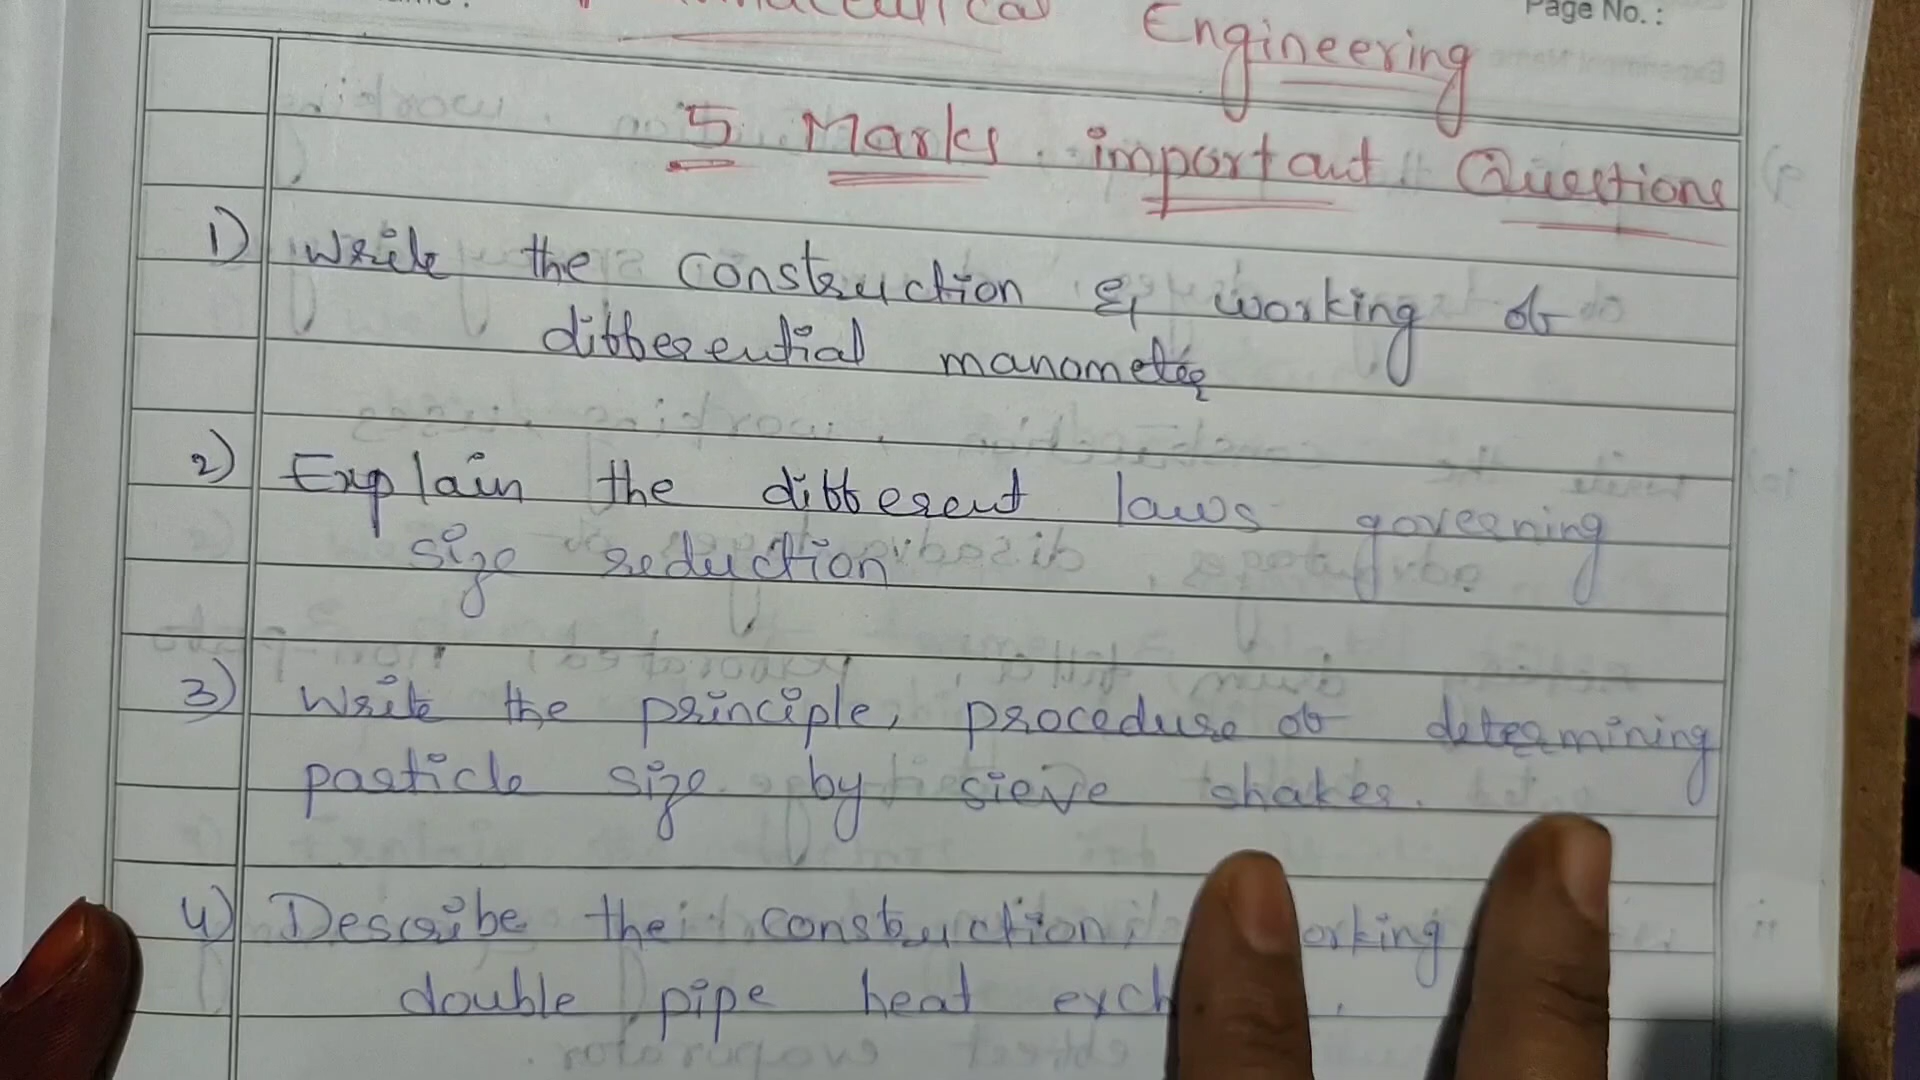 Engineering
Page No. :
5 Marks important Questions
1) Write the construction & working of
differential manometer
2) Explain the different laws governing
size reduction
3) Write the principle, procedure of determining
particle size by sieve shaker.
4) Describe the construction
double pipe heat